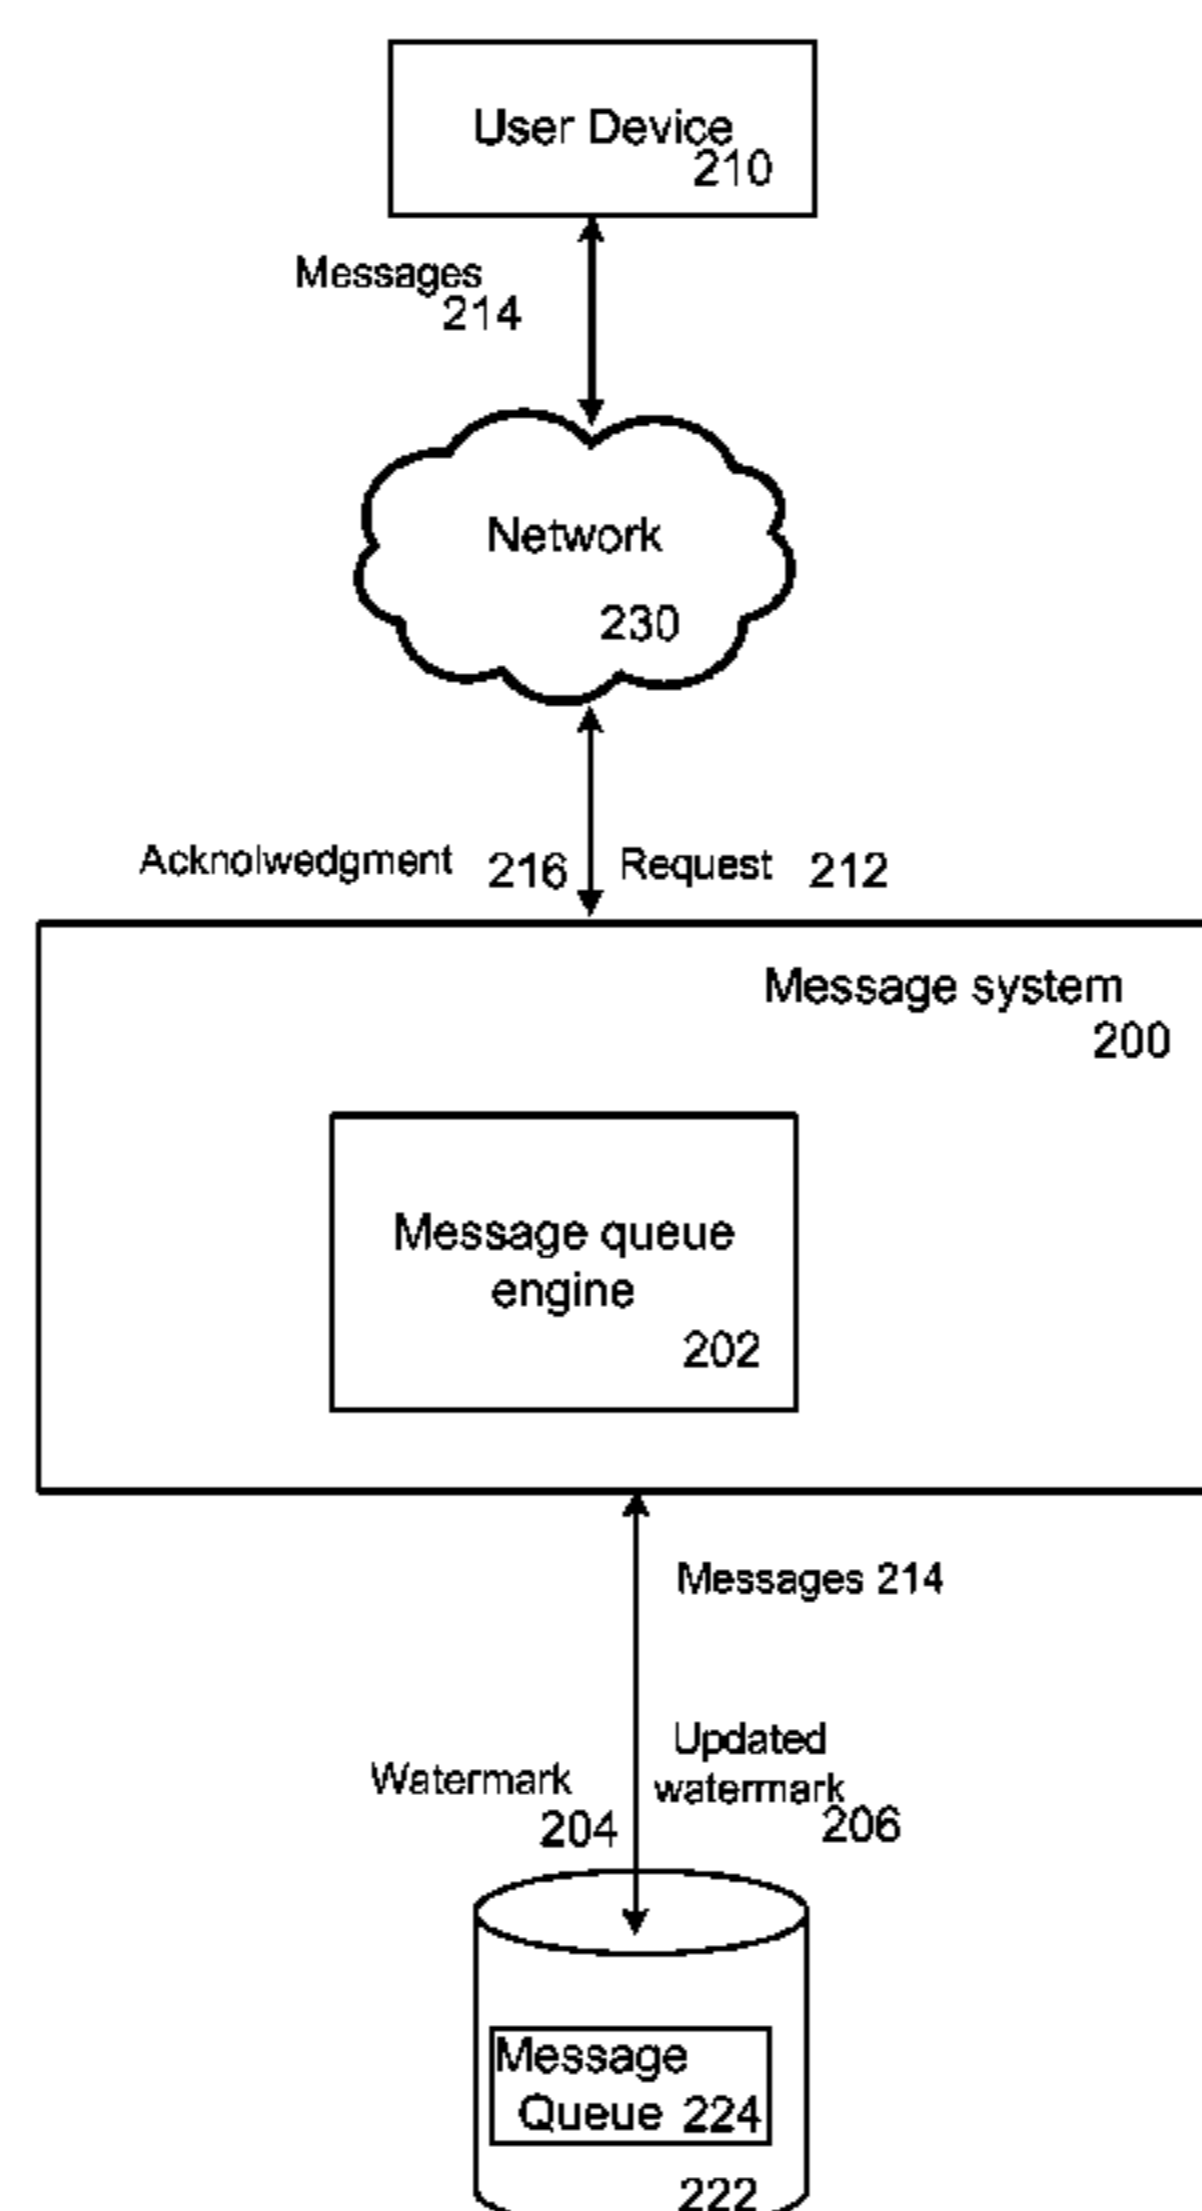 User Device
210
Messages
214
Network
230
Acknolwedgment 216 Request 212
Message system
200
Message queue
engine
202
Messages 214
Updated
Watermark watermark
204 206
Message
Queue 224
222